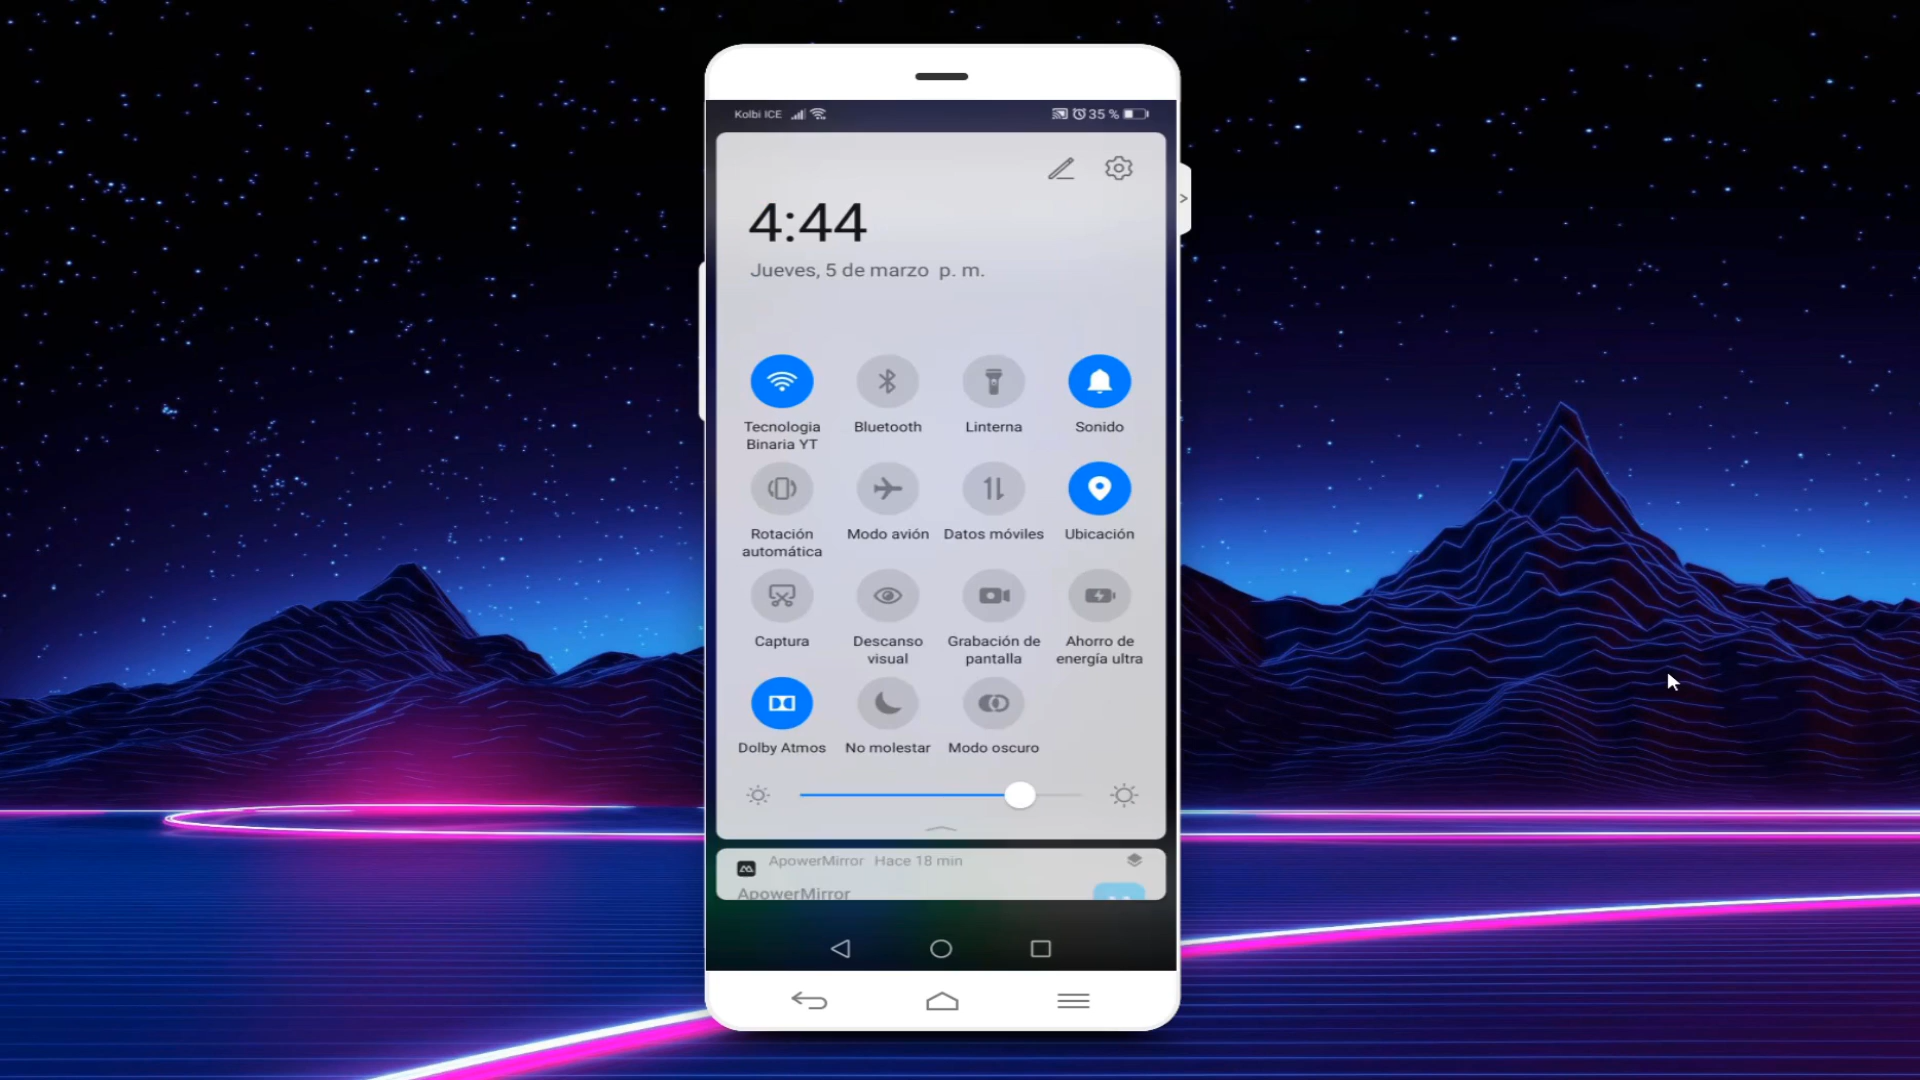 Kolbi ICE
35 %
>
4:44
Jueves, 5 de marzo p. m.
Tecnologia
Binaria YT
Bluetooth
Linterna
Sonido
Rotación
automática
Modo avión
Datos móviles
Ubicación
Captura
Descanso
visual
Grabación de
pantalla
Ahorro de
energía ultra
Dolby Atmos
No molestar
Modo oscuro
ApowerMirror Hace 18 min
ApowerMirror